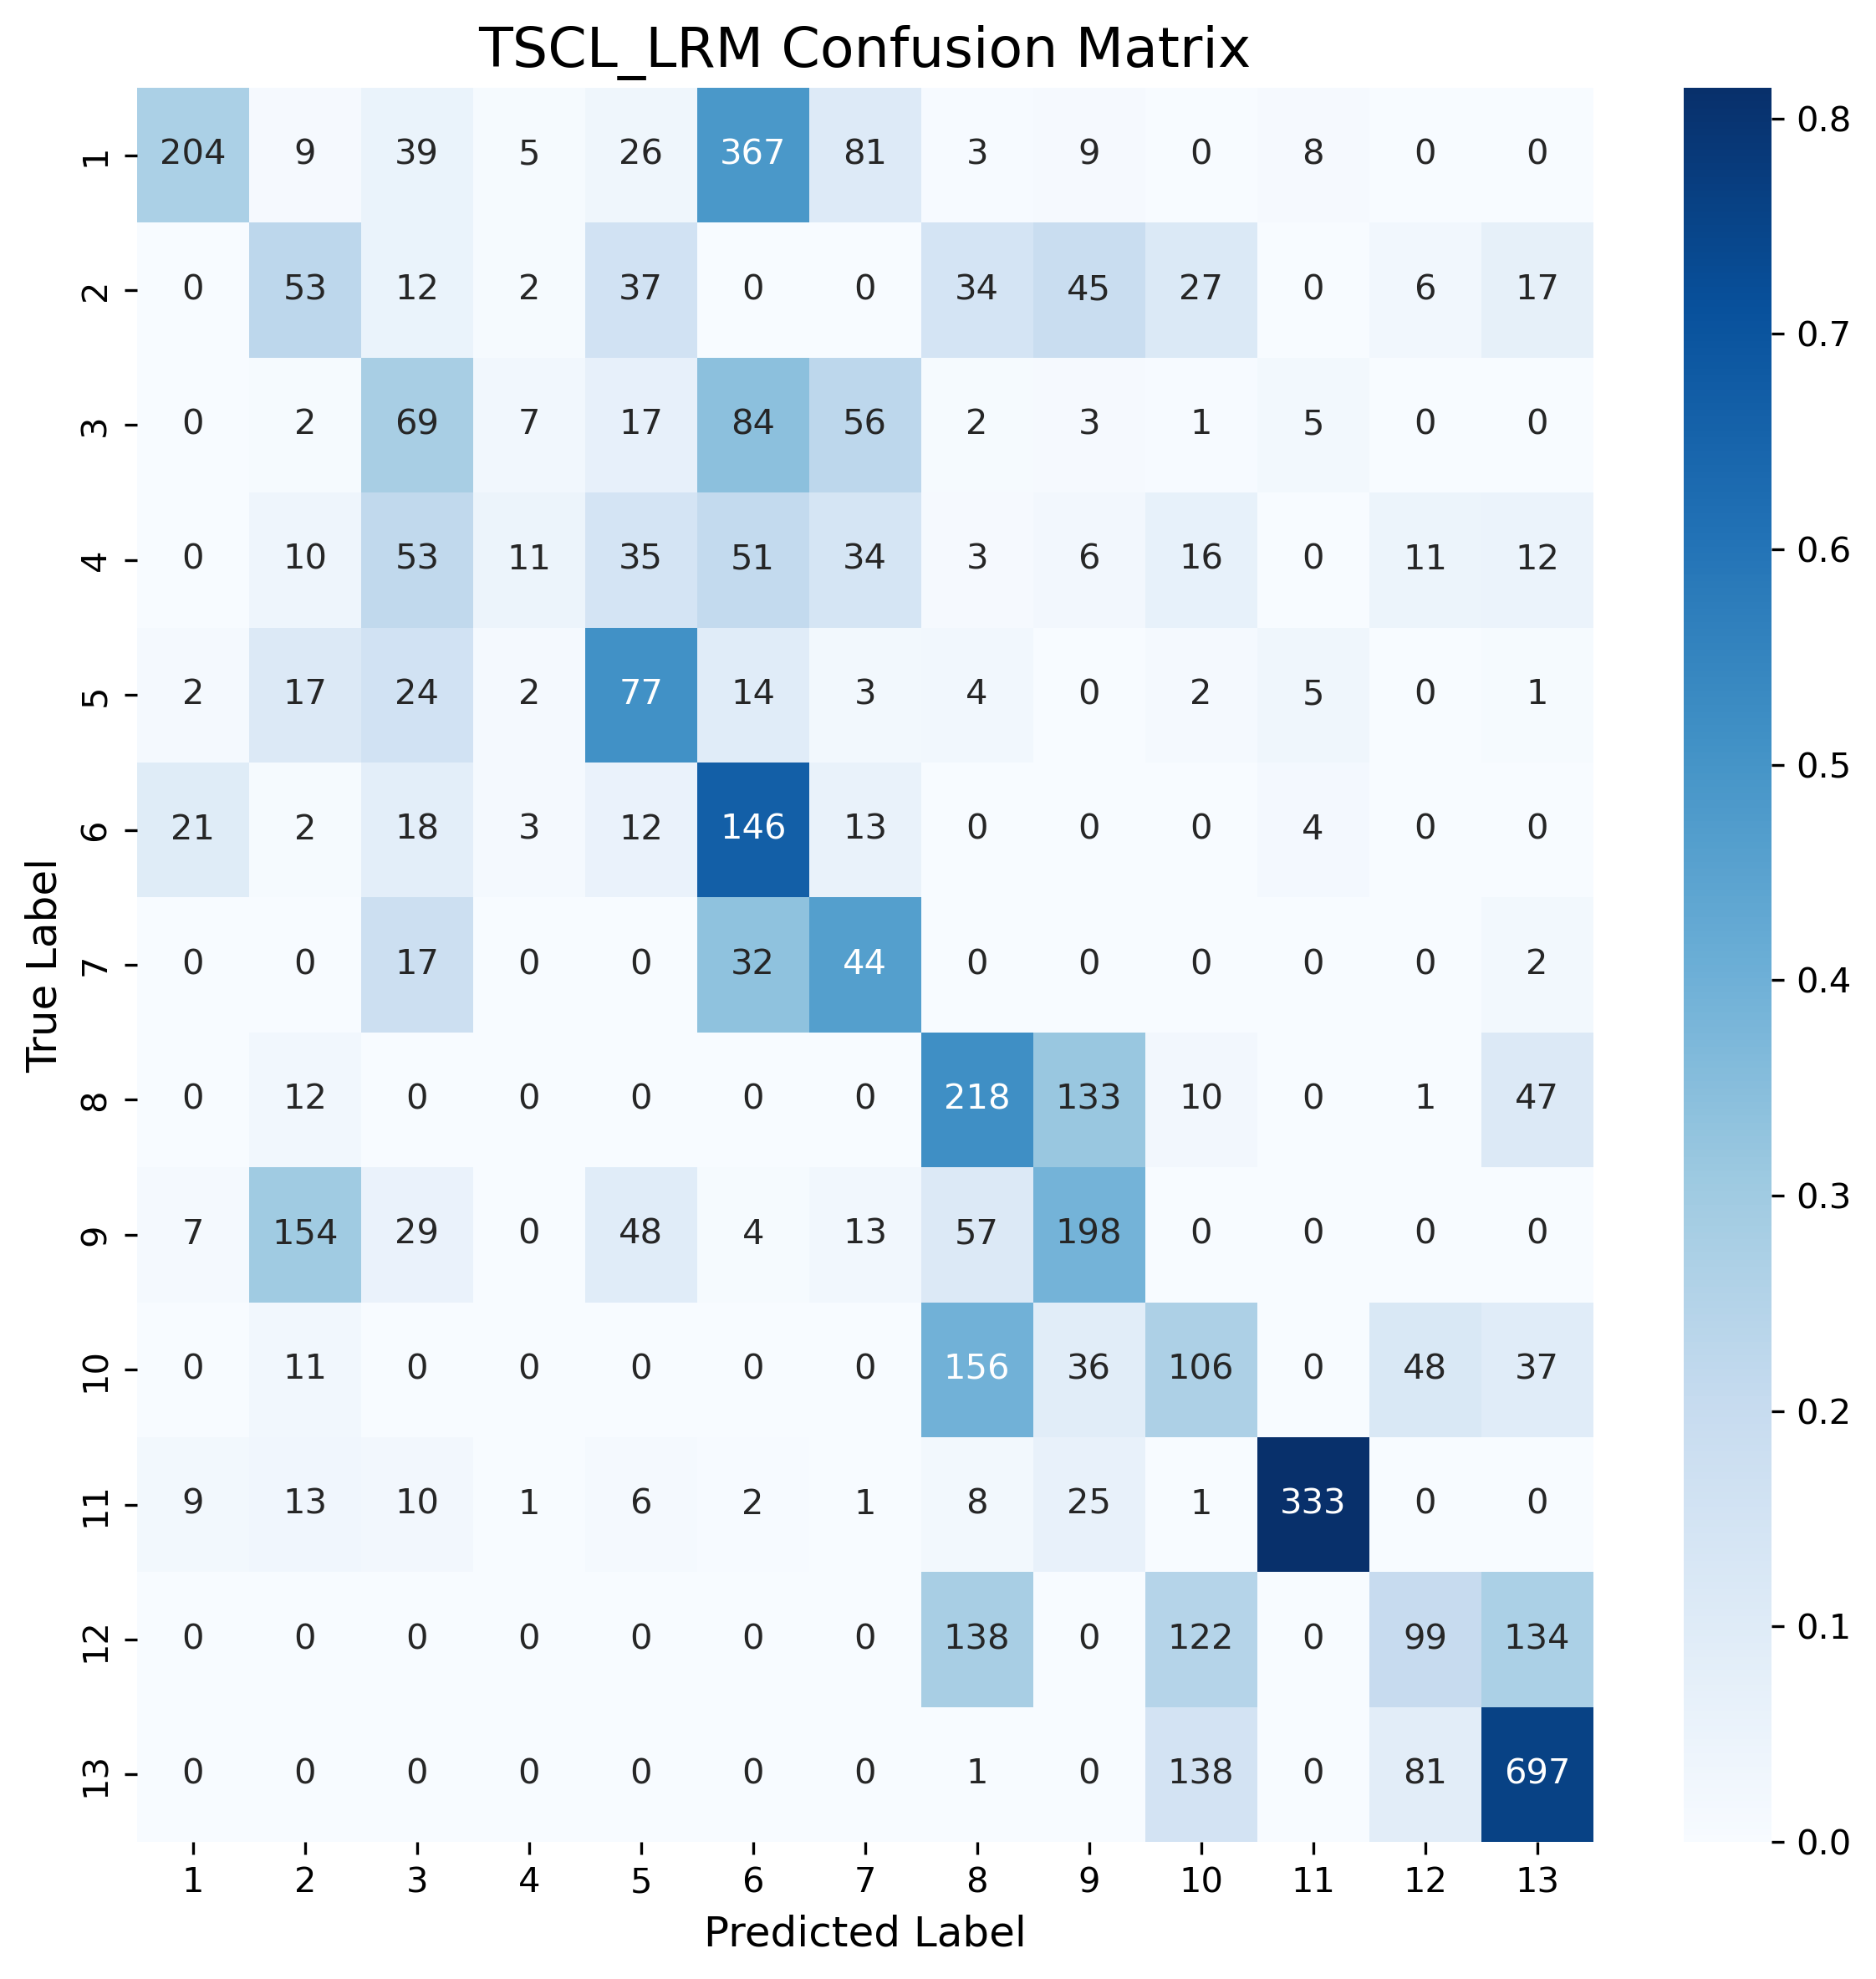 TSCL_LRM Confusion Matrix
1 204 9 39 5 26 367 81 3 9 0 8 0 0
2 0 53 12 2 37 0 0 34 45 27 0 6 17
3 0 2 69 7 17 84 56 2 3 1 5 0 0
4 0 10 53 11 35 51 34 3 6 16 0 11 12
5 2 17 24 2 77 14 3 4 0 2 5 0 1
6 21 2 18 3 12 146 13 0 0 0 4 0 0
7 0 0 17 0 0 32 44 0 0 0 0 0 2
8 0 12 0 0 0 0 0 218 133 10 0 1 47
9 7 154 29 0 48 4 13 57 198 0 0 0 0
10 0 11 0 0 0 0 0 156 36 106 0 48 37
11 9 13 10 1 6 2 1 8 25 1 333 0 0
12 0 0 0 0 0 0 0 138 0 122 0 99 134
13 0 0 0 0 0 0 0 1 0 138 0 81 697
1 2 3 4 5 6 7 8 9 10 11 12 13
Predicted Label
True Label
0.8
0.7
0.6
0.5
0.4
0.3
0.2
0.1
0.0